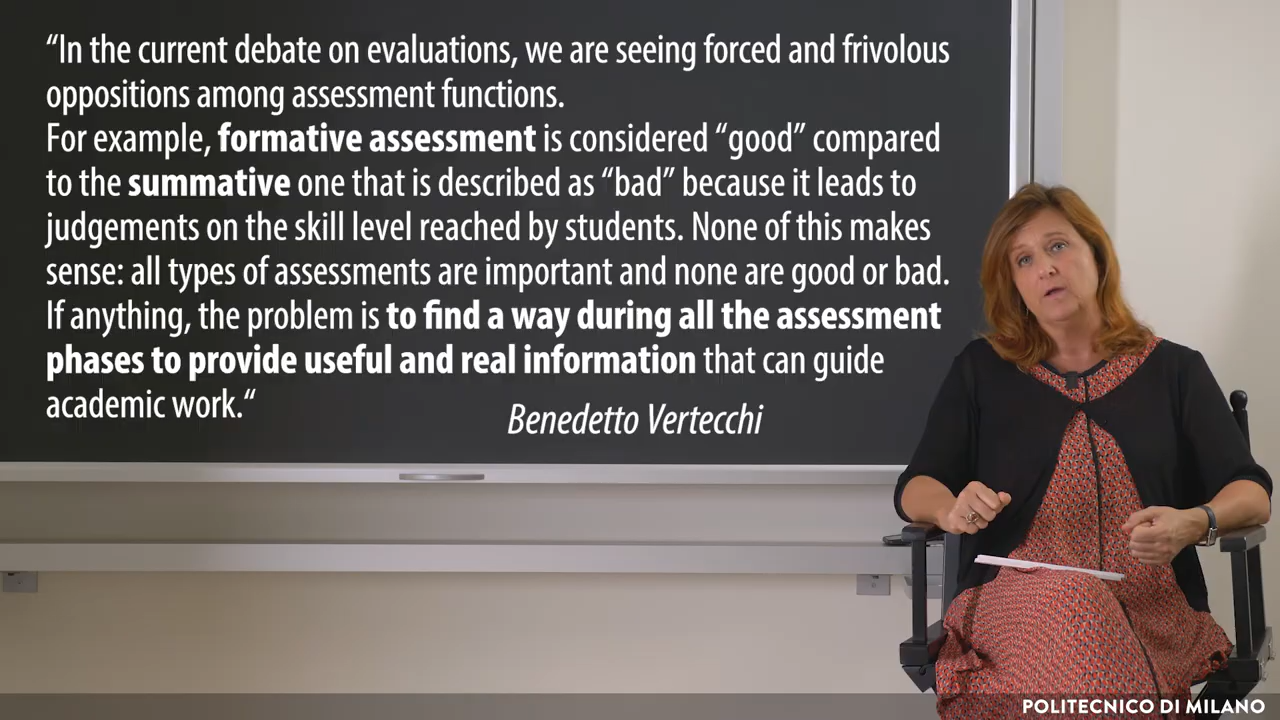 “In the current debate on evaluations, we are seeing forced and frivolous
oppositions among assessment functions.
For example, formative assessment is considered “good” compared
to the summative one that is described as “bad” because it leads to
judgements on the skill level reached by students. None of this makes
sense: all types of assessments are important and none are good or bad.
If anything, the problem is to find a way during all the assessment
phases to provide useful and real information that can guide
academic work.“
Benedetto Vertecchi
POLITECNICO DI MILANO